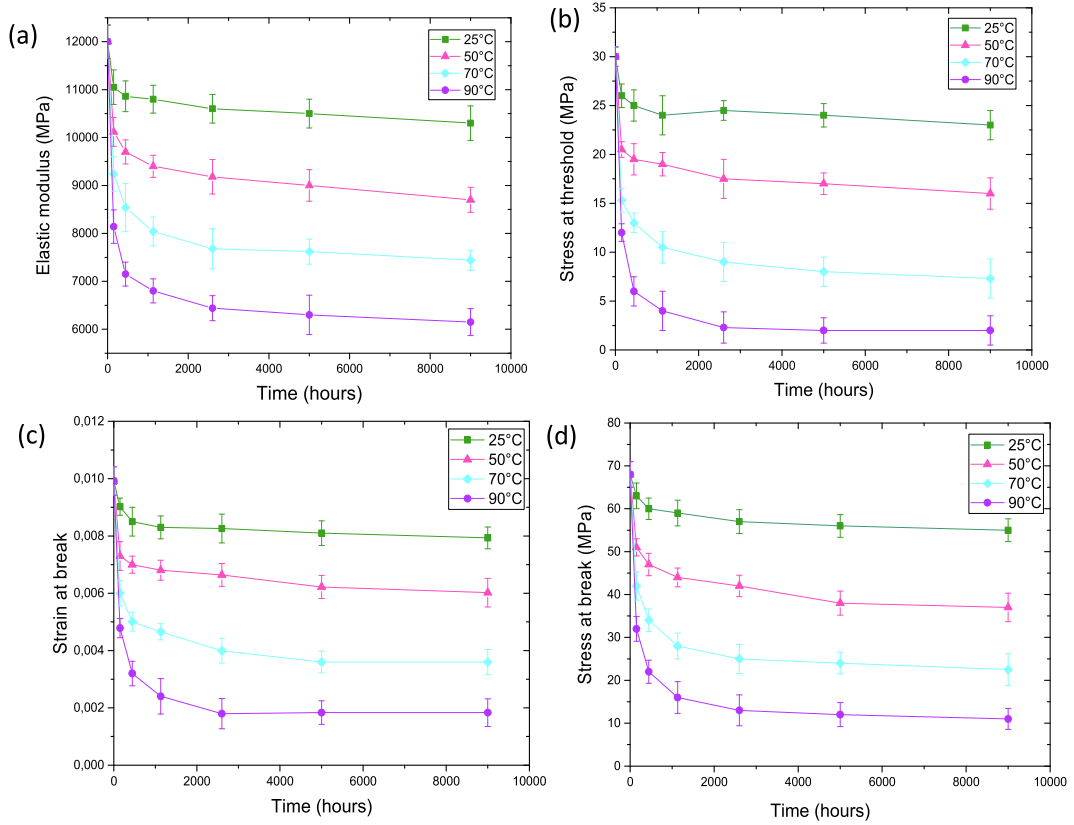 (a)
12000
11000
10000
9000
8000
7000
6000
Elastic modulus (MPa)
25°C
50°C
70°C
90°C
0 2000 4000 6000 8000 10000
Time (hours)
(b)
35
30
25
20
15
10
5
0
Stress at threshold (MPa)
25°C
50°C
70°C
90°C
0 2000 4000 6000 8000 10000
Time (hours)
(c)
0,012
0,010
0,008
0,006
0,004
0,002
0,000
Strain at break
25°C
50°C
70°C
90°C
0 2000 4000 6000 8000 10000
Time (hours)
(d)
80
70
60
50
40
30
20
10
0
Stress at break (MPa)
25°C
50°C
70°C
90°C
0 2000 4000 6000 8000 10000
Time (hours)